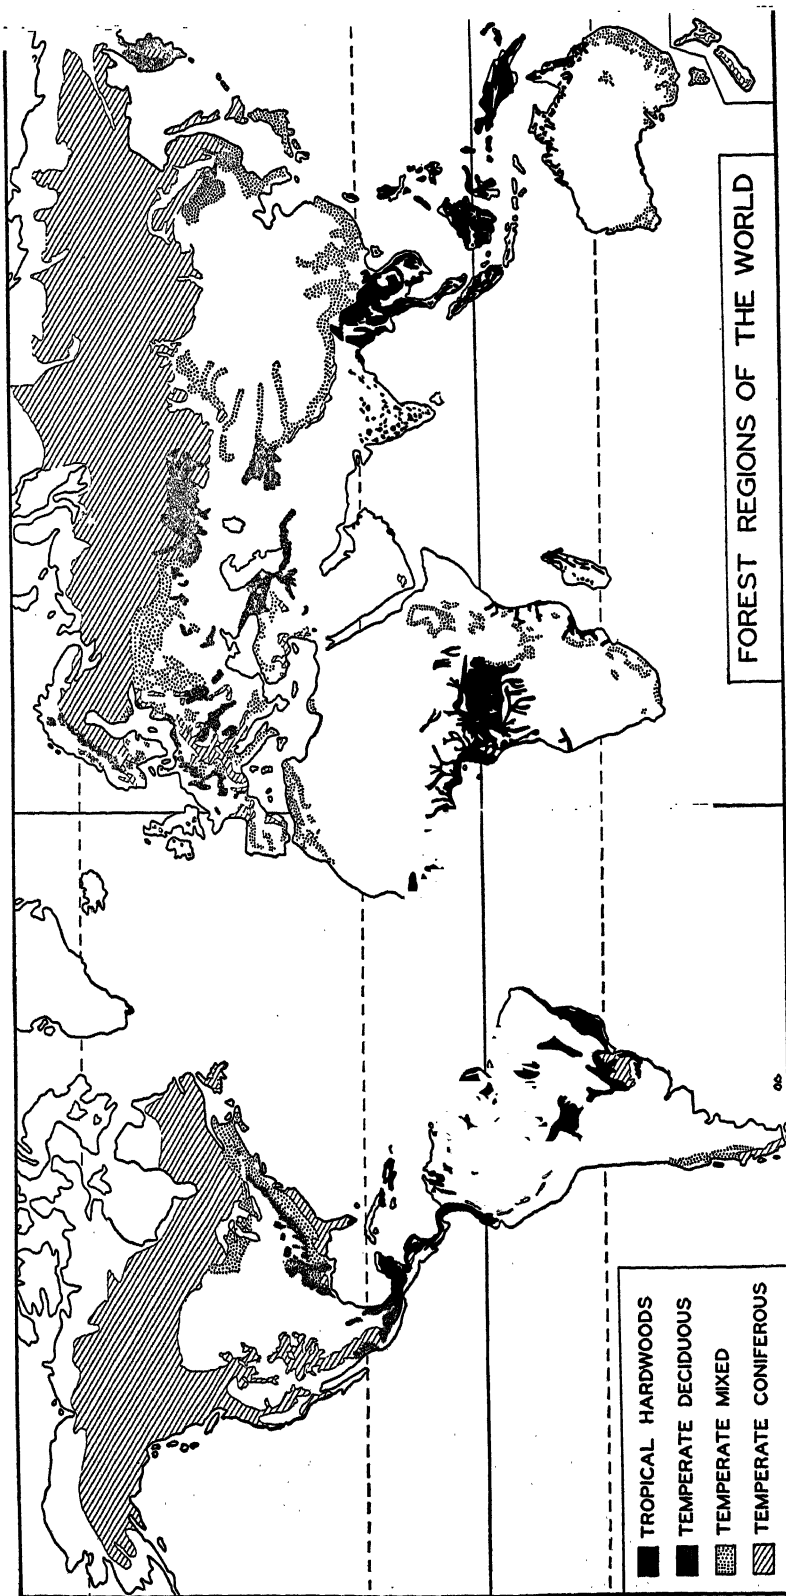 FOREST REGIONS OF THE WORLD
TROPICAL HARDWOODS
TEMPERATE DECIDUOUS
TEMPERATE MIXED
TEMPERATE CONIFEROUS